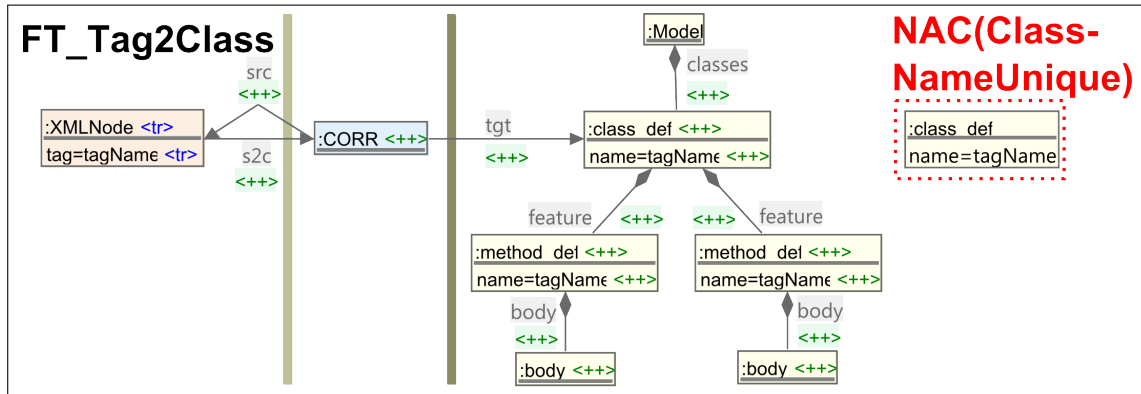 FT_Tag2Class
src
<++>
:XMLNode <tr>
tag=tagName <tr>
s2c
<++>
:CORR <++>
tgt
<++>
:Model
classes
<++>
:class_def <++>
name=tagName <++>
feature
<++>
<++>
feature
:method_def <++>
name=tagName <++>
:method_def <++>
name=tagName <++>
body
<++>
body
<++>
:body <++>
:body <++>
NAC(Class-
NameUnique)
:class_def
name=tagName